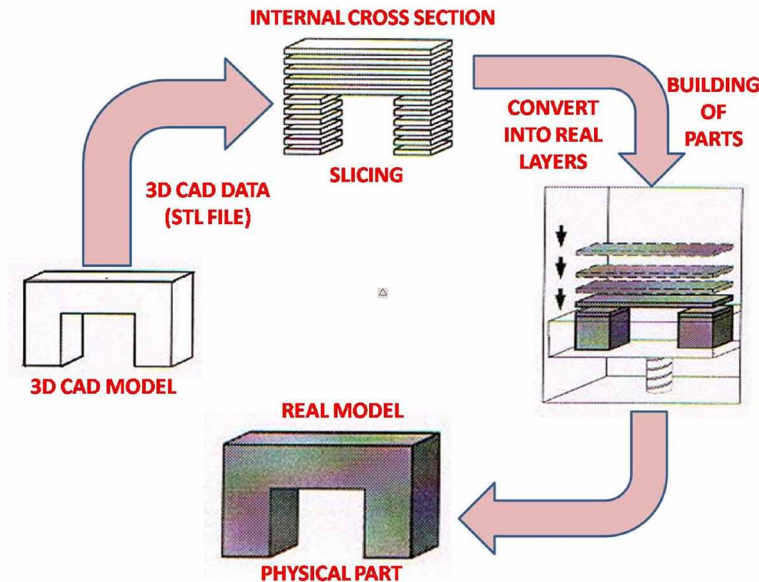 INTERNAL CROSS SECTION
SLICING
3D CAD DATA
(STL FILE)
CONVERT
INTO REAL
LAYERS
BUILDING
OF
PARTS
3D CAD MODEL
REAL MODEL
PHYSICAL PART